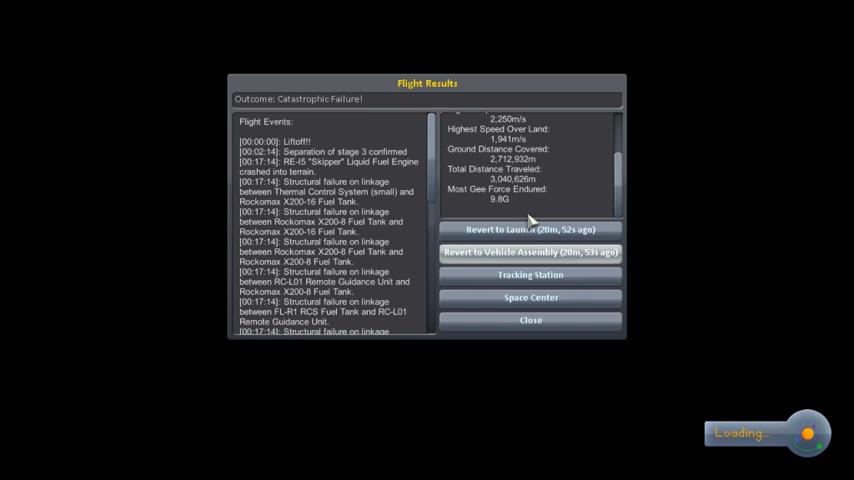 Flight Results
Outcome: Catastrophic Failure!
Flight Events:
[00:00:00]: Liftoff!!
[00:02:14]: Separation of stage 3 confirmed
[00:17:14]: RE-I5 "Skipper" Liquid Fuel Engine
crashed into terrain.
[00:17:14]: Structural failure on linkage
between Thermal Control System (small) and
Rockomax X200-16 Fuel Tank.
[00:17:14]: Structural failure on linkage
between Rockomax X200-8 Fuel Tank and
Rockomax X200-16 Fuel Tank.
[00:17:14]: Structural failure on linkage
between Rockomax X200-8 Fuel Tank and
Rockomax X200-8 Fuel Tank.
[00:17:14]: Structural failure on linkage
between RC-L01 Remote Guidance Unit and
Rockomax X200-8 Fuel Tank.
[00:17:14]: Structural failure on linkage
between FL-R1 RCS Fuel Tank and RC-L01
Remote Guidance Unit.
[00:17:14]: Structural failure on linkage
2,250m/s
Highest Speed Over Land:
1,941m/s
Ground Distance Covered:
2,712,932m
Total Distance Traveled:
3,040,626m
Most Gee Force Endured:
9.8G
Revert to Launch (20m, 52s ago)
Revert to Vehicle Assembly (20m, 53s ago)
Tracking Station
Space Center
Close
Loading...